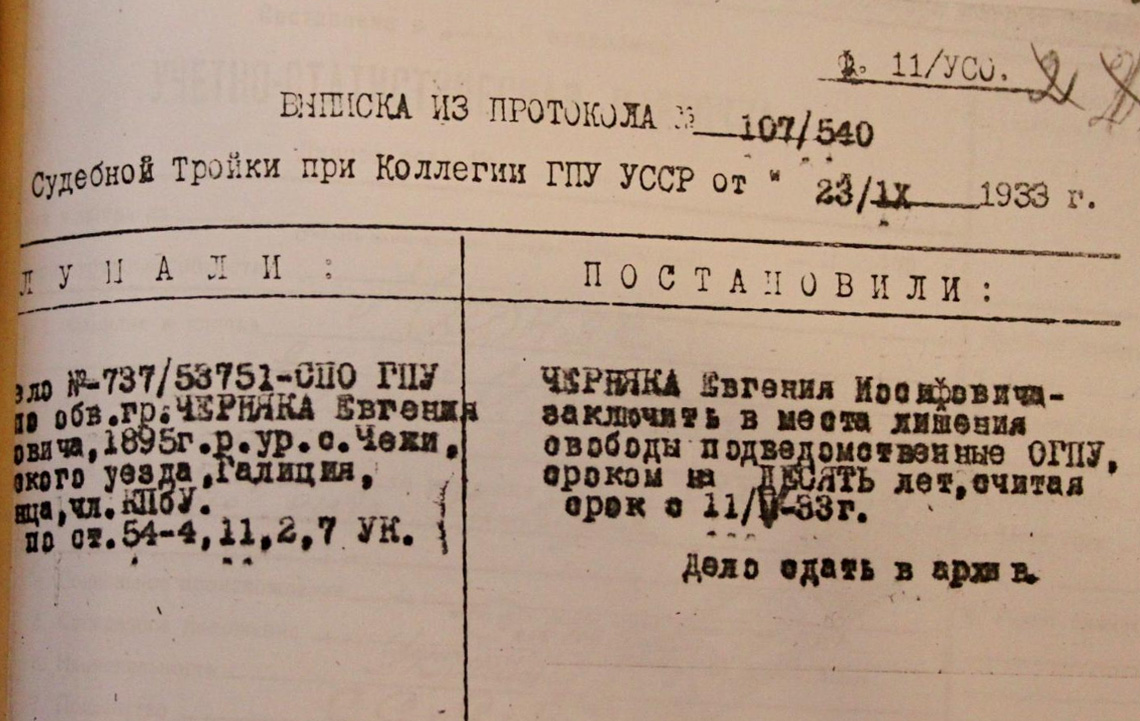 Ф. 11/УСО.
ВЫПИСКА ИЗ ПРОТОКОЛА № 107/540
Судебной Тройки при Коллегии ГПУ УССР от " 23/IX 1933 г.
ЛУШАЛИ:
ПОСТАНОВИЛИ:
ело №-737/53751-СПО ГПУ
по обв.гр.ЧЕРНЯКА Евгения
овича,1895г.р.ур.с.Чехи,
ского уезда,Галиция,
ица,чл.КПбУ.
по ст.54-4,11,2,7 УК.
ЧЕРНЯКА Евгения Иосифовича-
заключить в места лишения
свободы подведомственные ОГПУ,
сроком на ДЕСЯТЬ лет,считая
срок с
Дело сдать в архив.